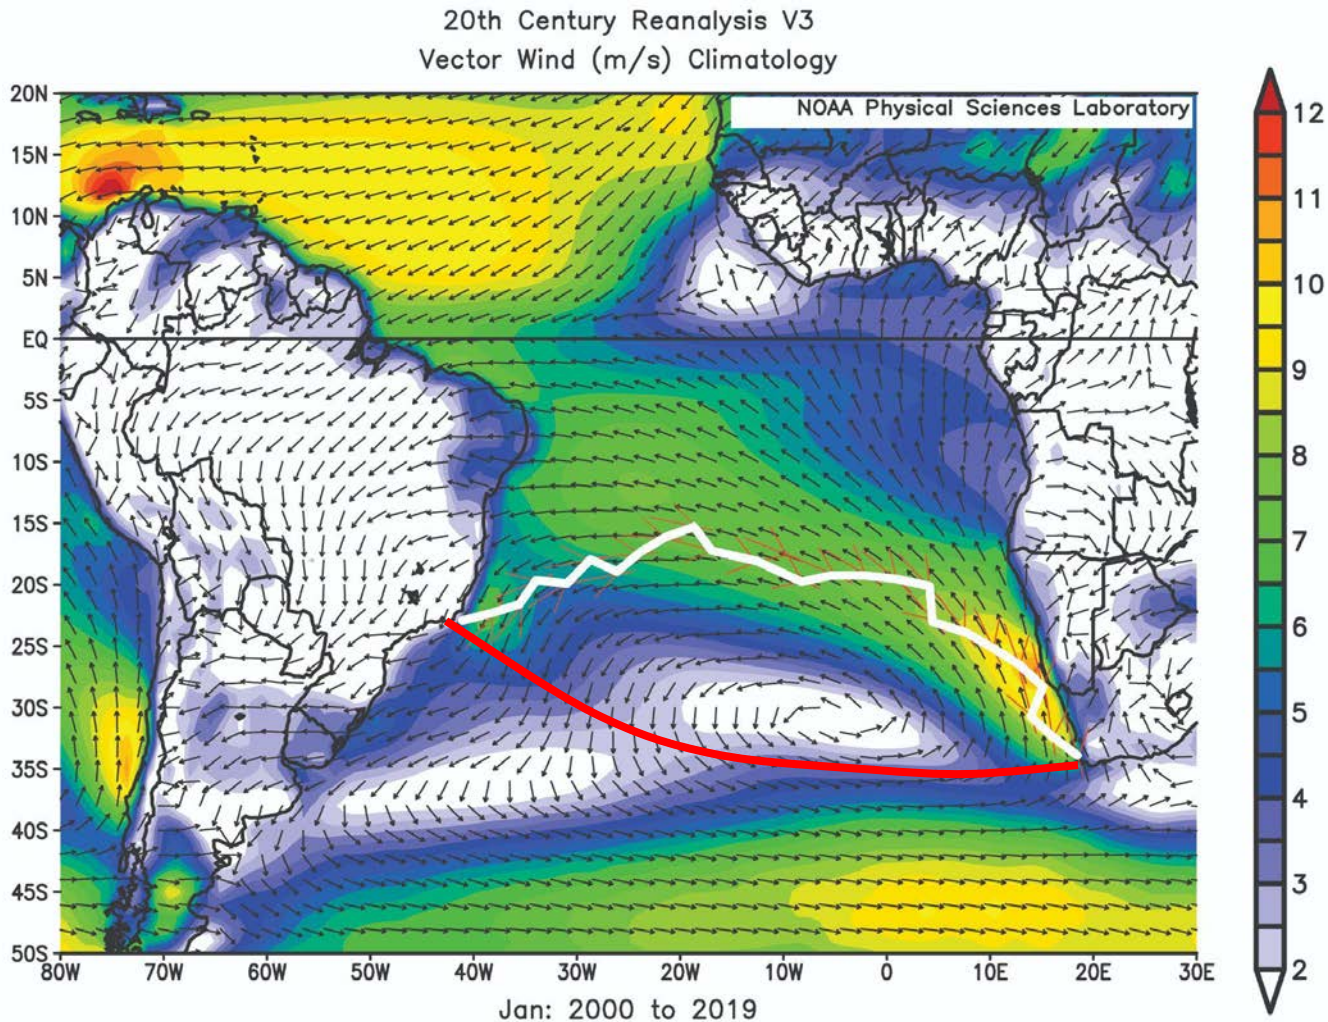 20th Century Reanalysis V3
Vector Wind (m/s) Climatology
NOAA Physical Sciences Laboratory
20N
15N
10N
5N
EQ
5S
10S
15S
20S
25S
30S
35S
40S
45S
50S
80W 70W 60W 50W 40W 30W 20W 10W 0 10E 20E 30E
Jan: 2000 to 2019
12
11
10
9
8
7
6
5
4
3
2